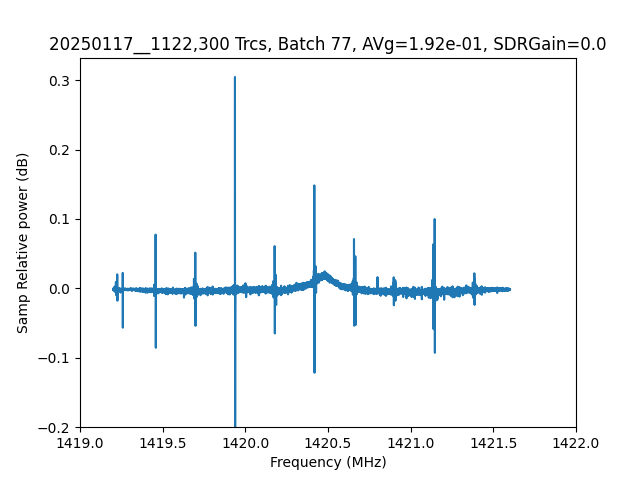 20250117__1122,300 Trcs, Batch 77, AVg=1.92e-01, SDRGain=0.0
0.3
0.2
0.1
0.0
−0.1
−0.2
Samp Relative power (dB)
1419.0 1419.5 1420.0 1420.5 1421.0 1421.5 1422.0
Frequency (MHz)